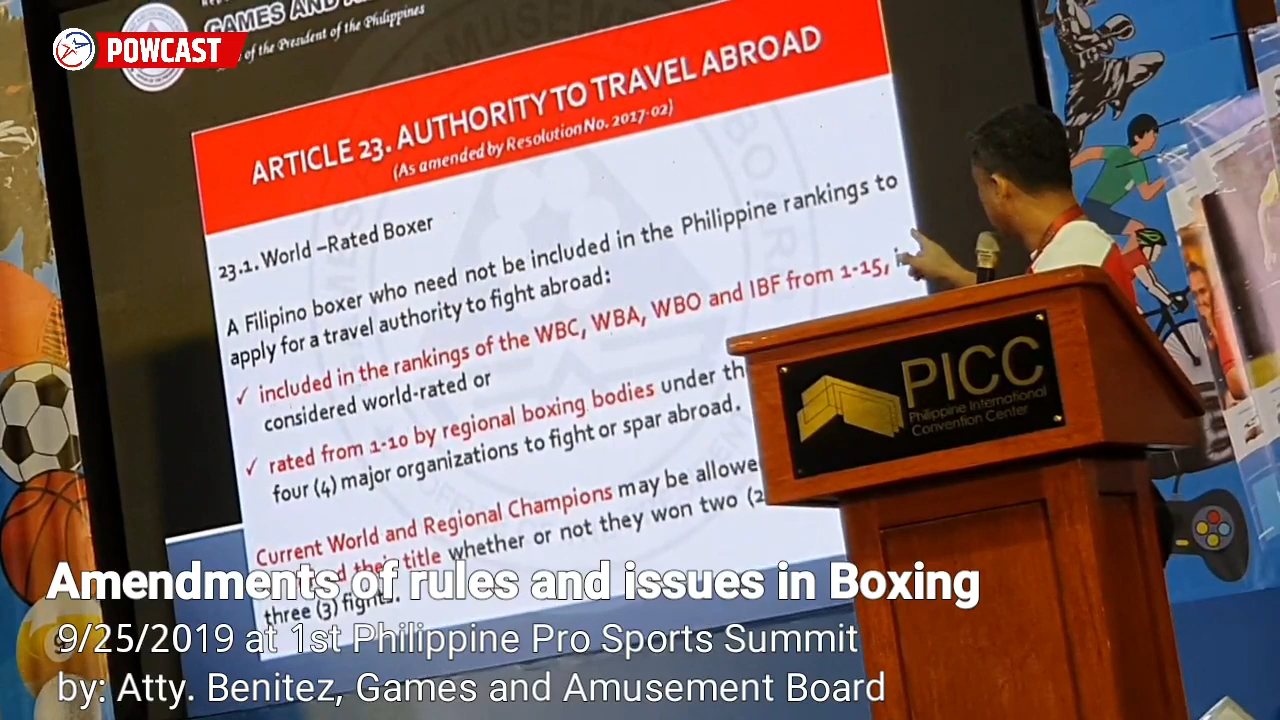 POWCAST
GAMES AND
of the President of the Philippines
ARTICLE 23. AUTHORITY TO TRAVEL ABROAD
(As amended by Resolution No. 2017-02)
23.1. World –Rated Boxer
A Filipino boxer who need not be included in the Philippine rankings to
apply for a travel authority to fight abroad:
✓ included in the rankings of the WBC, WBA, WBO and IBF from 1-15,
considered world-rated or
✓ rated from 1-10 by regional boxing bodies under
four (4) major organizations to fight or spar abroad.
Current World and Regional Champions may be
title whether or not they won two
three (3)
PICC
Philippine International
Convention Center
Amendments of rules and issues in Boxing
9/25/2019 at 1st Philippine Pro Sports Summit
by: Atty. Benitez, Games and Amusement Board